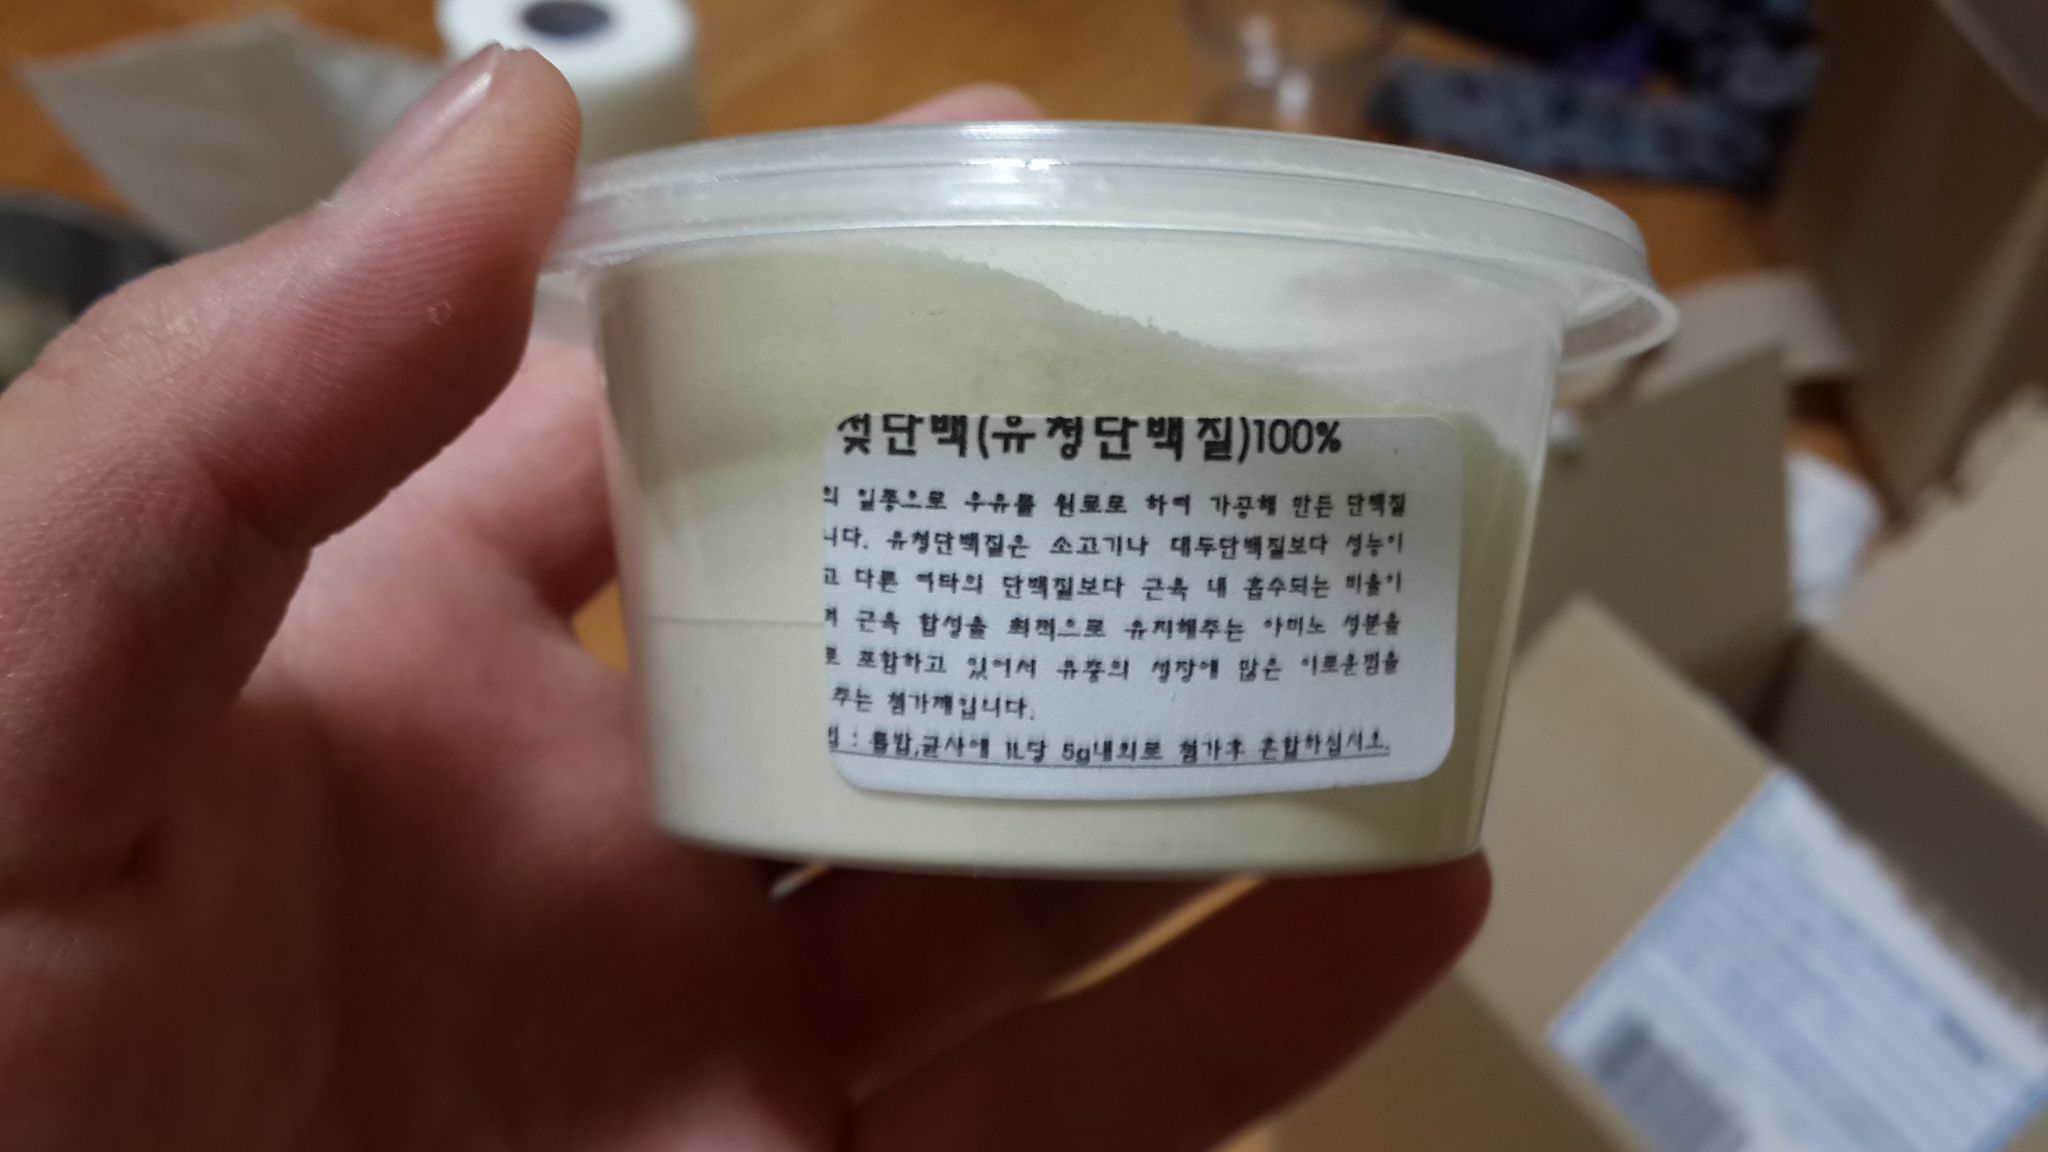 젖단백(유청단백질)100%
의 일종으로 우유를 원료로 하여 가공해 만든 단백질
니다. 유청단백질은 소고기나 대두단백질보다 성능이
고 다른 여타의 단백질보다 근육 내 흡수되는 비율이
며 근육 합성을 최적으로 유지해주는 아미노 성분을
로 포함하고 있어서 유충의 성장에 많은 이로운점을
주는 첨가제입니다.
법 : 톱밥,균사에 1L당 5g내외로 첨가후 혼합하십시오.